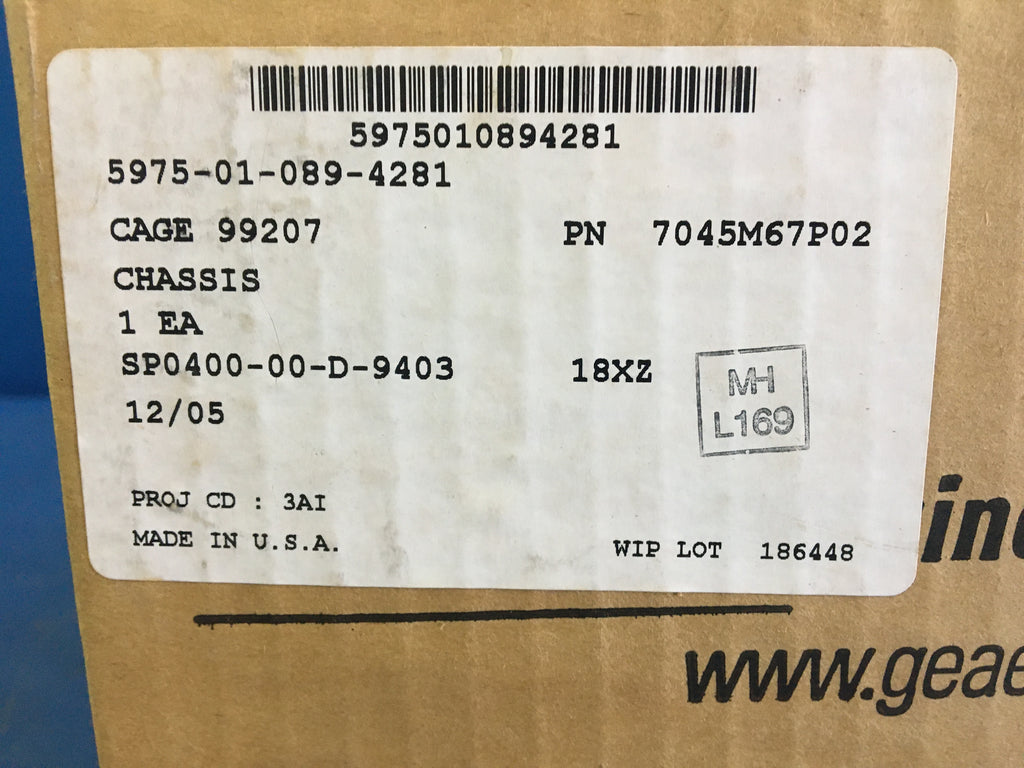 5975010894281
5975-01-089-4281
CAGE 99207 PN 7045M67P02
CHASSIS
1 EA
SP0400-00-D-9403 18XZ
MH
L169
12/05
PROJ CD : 3AI
MADE IN U.S.A.
WIP LOT 186448
www.geae